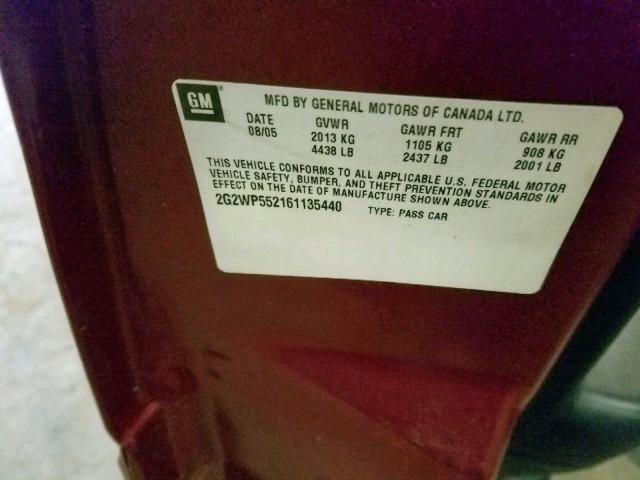 GM
MFD BY GENERAL MOTORS OF CANADA LTD.
DATE GVWR GAWR FRT GAWR RR
08/05 2013 KG 1105 KG 908 KG
4438 LB 2437 LB 2001 LB
THIS VEHICLE CONFORMS TO ALL APPLICABLE U.S. FEDERAL MOTOR
VEHICLE SAFETY, BUMPER, AND THEFT PREVENTION STANDARDS IN
EFFECT ON THE DATE OF MANUFACTURE SHOWN ABOVE.
2G2WP552161135440 TYPE: PASS CAR